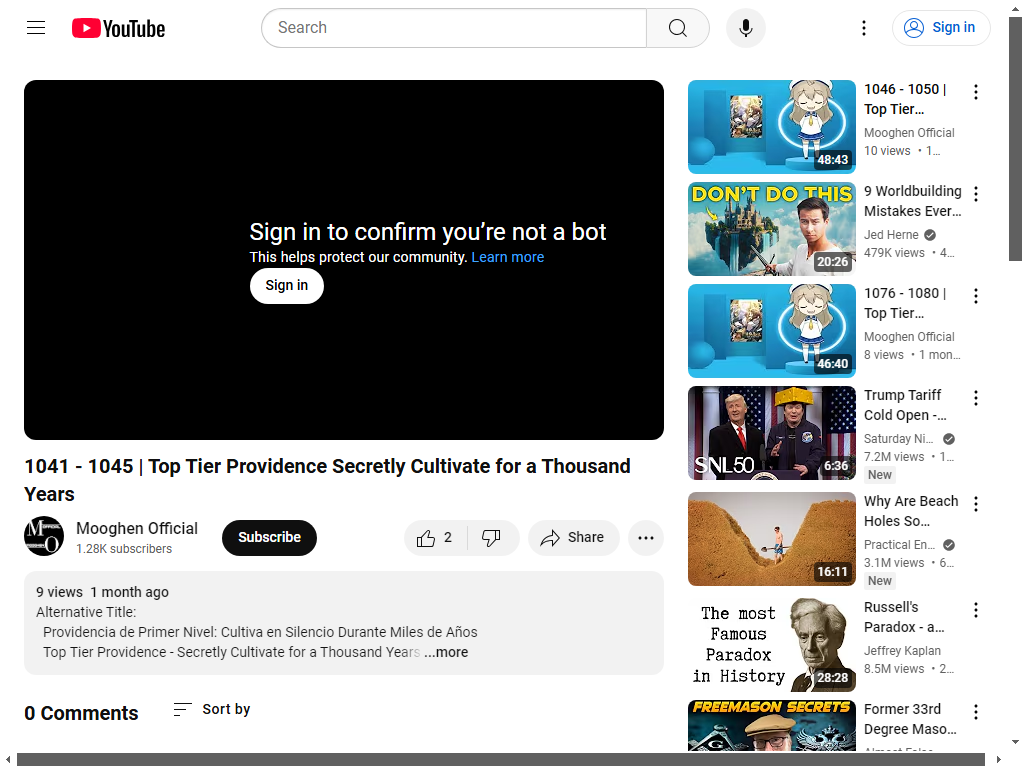 YouTube
Search
Sign in
Sign in to confirm you're not a bot
This helps protect our community. Learn more
Sign in
1041 - 1045 | Top Tier Providence Secretly Cultivate for a Thousand
Years
Mooghen Official
1.28K subscribers
Subscribe
2
Share
9 views 1 month ago
Alternative Title:
Providencia de Primer Nivel: Cultiva en Silencio Durante Miles de Años
Top Tier Providence - Secretly Cultivate for a Thousand Years ...more
0 Comments
Sort by
48:43
1046 - 1050 |
Top Tier…
Mooghen Official
10 views • 1…
DON'T DO THIS
20:26
9 Worldbuilding
Mistakes Ever…
Jed Herne
479K views • 4…
46:40
1076 - 1080 |
Top Tier…
Mooghen Official
8 views • 1 mon…
SNL50
6:36
Trump Tariff
Cold Open -…
Saturday Ni…
7.2M views • 1…
New
16:11
Why Are Beach
Holes So…
Practical En…
3.1M views • 6…
New
The most
Famous
Paradox
in History
28:28
Russell's
Paradox - a…
Jeffrey Kaplan
8.5M views • 2…
FREEMASON SECRETS
Former 33rd
Degree Maso…